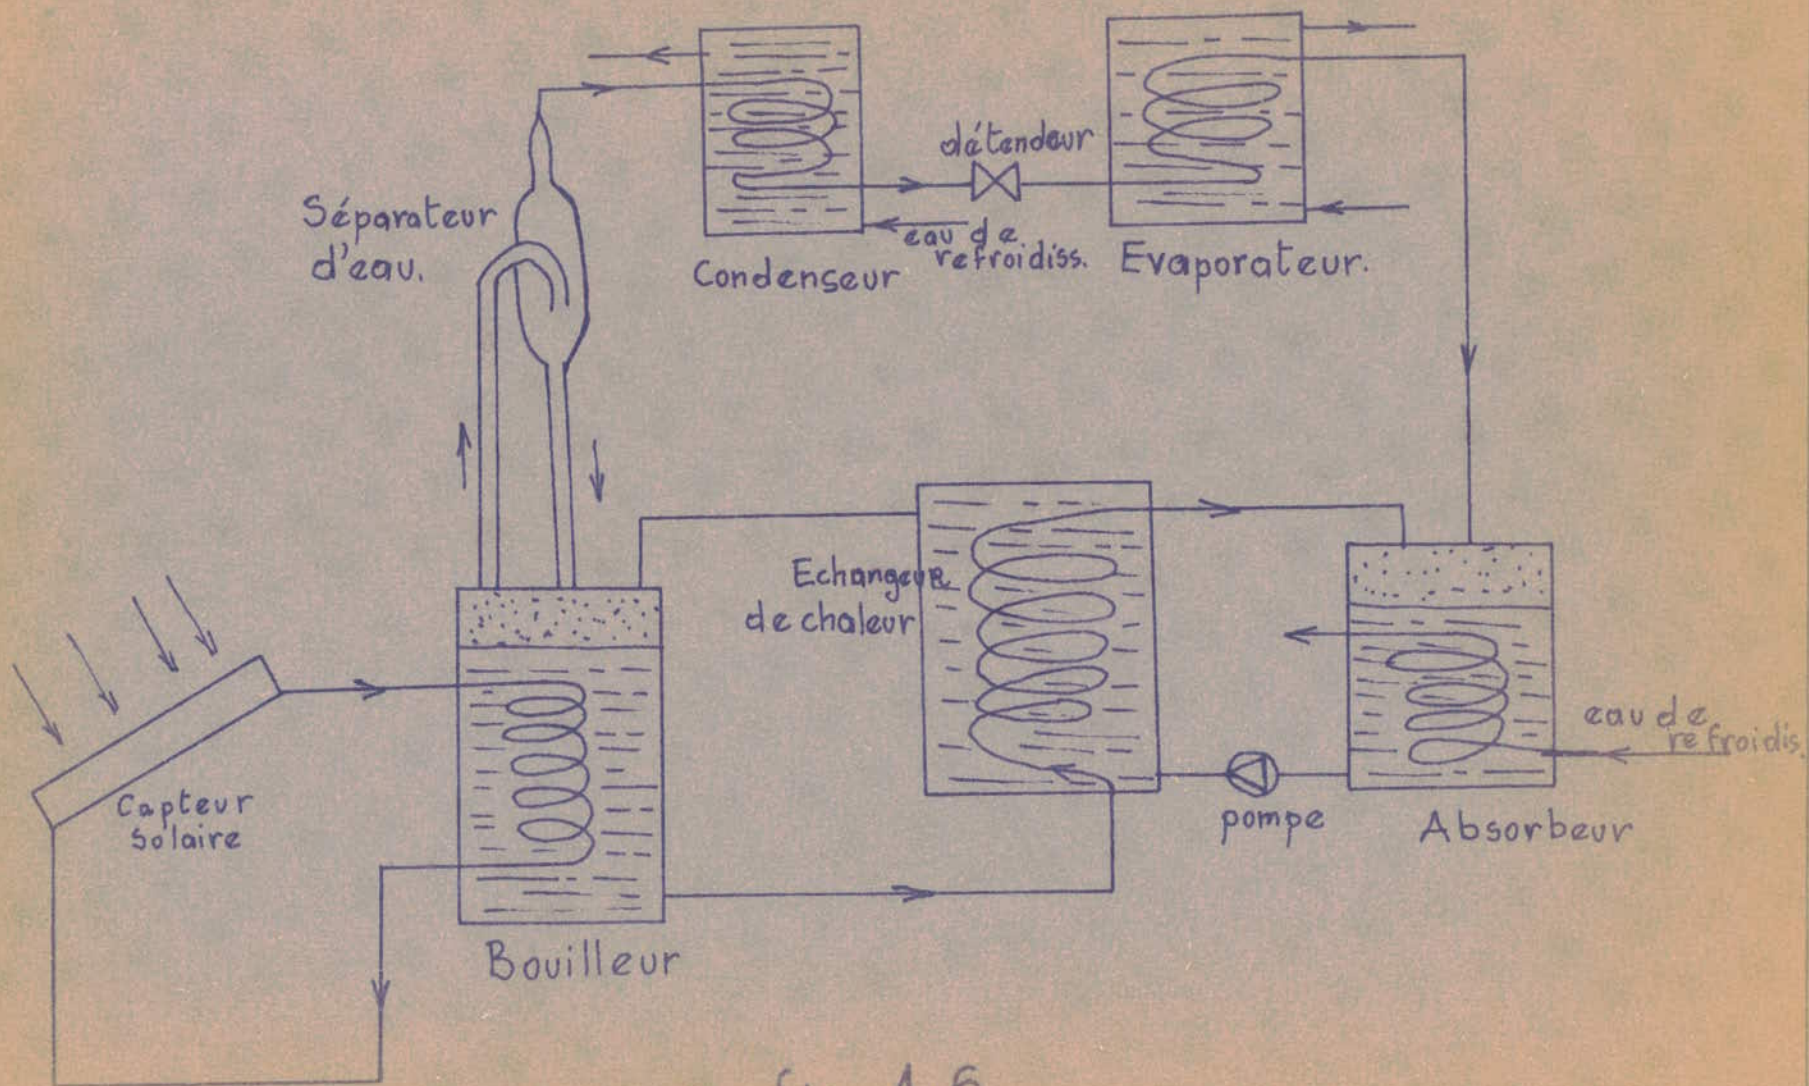 détendeur
Séparateur
d'eau.
eau de
refroidiss.
Condenseur
Evaporateur.
Echangeur
de chaleur
eau de
refroidis.
Capteur
Solaire
pompe
Absorbeur
Bouilleur